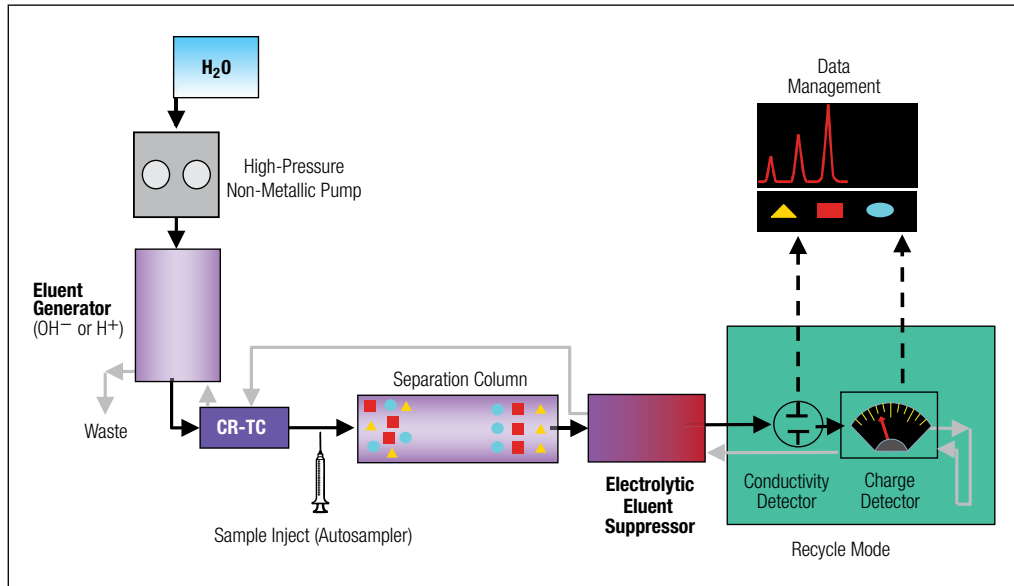 H₂O
High-Pressure
Non-Metallic Pump
Eluent
Generator
(OH− or H+)
Waste
CR-TC
Sample Inject (Autosampler)
Separation Column
Electrolytic
Eluent
Suppressor
Data
Management
Conductivity
Detector
Charge
Detector
Recycle Mode